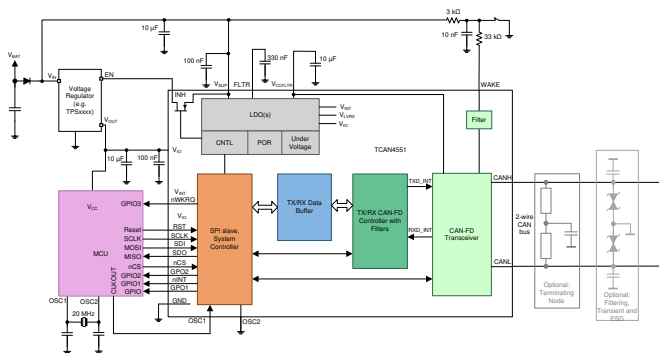 3 kΩ
10 µF
10 nF
33 kΩ
100 nF
330 nF
10 µF
VBAT
VIN
EN
VSUP
FLTR
VCCFLTR
WAKE
INH
Voltage
Regulator
(e.g.
TPSxxxx)
VOUT
LDO(s)
VINT
VLVRX
VIO
CNTL
POR
Under
Voltage
Filter
TCAN4551
VIO
10 µF
100 nF
VCC
GPIO3
VINT
nWKRQ
VIO
MCU
Reset
RST
SCLK
SCLK
MOSI
SDI
MISO
SDO
nCS
nCS
GPIO2
GPO2
GPIO1
nINT
GPIO
GPO1
CLKOUT
GND
OSC1
OSC2
20 MHz
OSC1
OSC2
SPI slave,
System
Controller
TX/RX Data
Buffer
TX/RX CAN-FD
Controller with
Filters
TXD_INT
RXD_INT
CAN-FD
Transceiver
CANH
CANL
2-wire
CAN
bus
Optional:
Terminating
Node
Optional:
Filtering,
Transient and
ESD